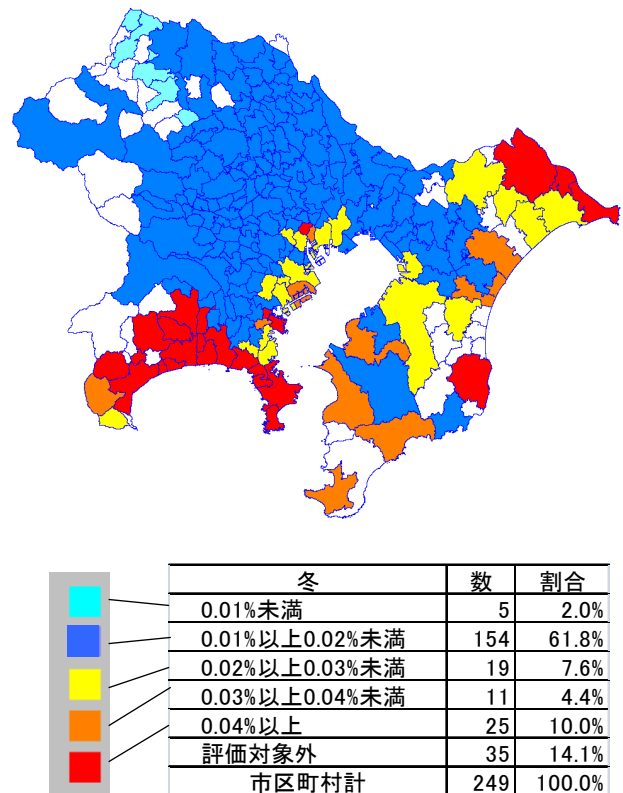 冬 数 割合
0.01%未満 5 2.0%
0.01%以上0.02%未満 154 61.8%
0.02%以上0.03%未満 19 7.6%
0.03%以上0.04%未満 11 4.4%
0.04%以上 25 10.0%
評価対象外 35 14.1%
市区町村計 249 100.0%